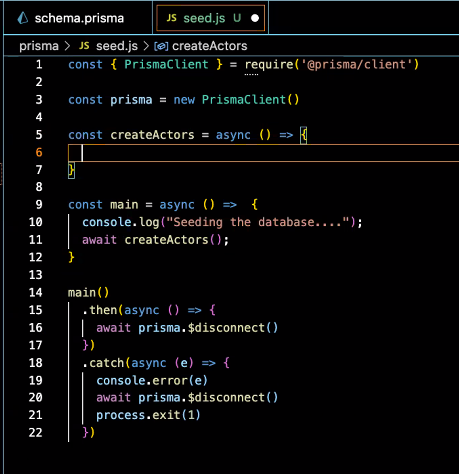 schema.prisma JS seed.js U
prisma > JS seed.js > createActors
1 const { PrismaClient } = require('@prisma/client')
2
3 const prisma = new PrismaClient()
4
5 const createActors = async () => {
6
7 }
8
9 const main = async () =>  {
10   console.log("Seeding the database....");
11   await createActors();
12 }
13
14 main()
15   .then(async () => {
16     await prisma.$disconnect()
17   })
18   .catch(async (e) => {
19     console.error(e)
20     await prisma.$disconnect()
21     process.exit(1)
22   })